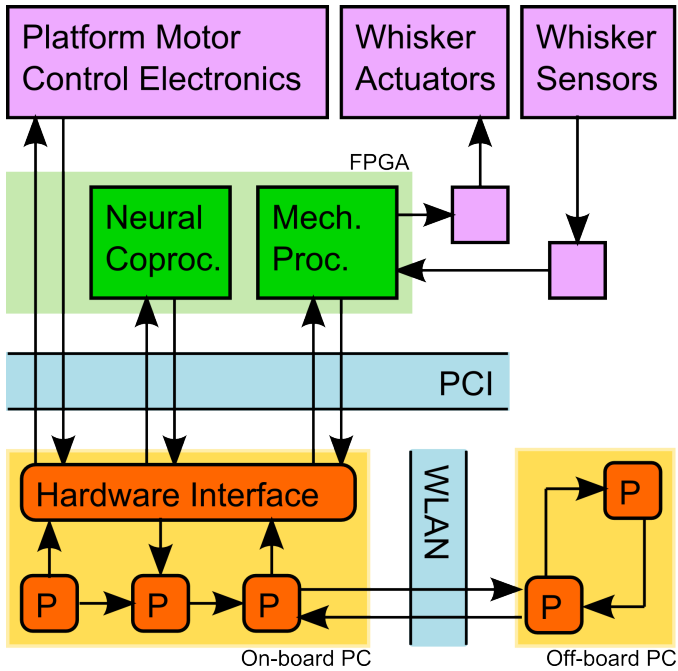 Platform Motor
Control Electronics
Whisker
Actuators
Whisker
Sensors
FPGA
Neural
Coproc.
Mech.
Proc.
PCI
Hardware Interface
WLAN
P
P
P
P
P
On-board PC
Off-board PC